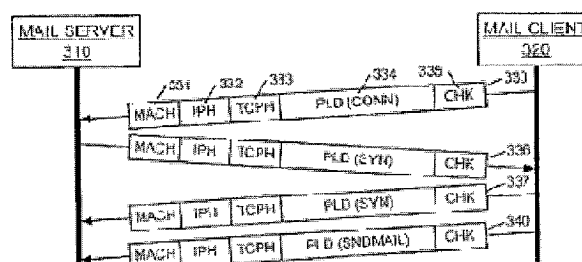 MAIL SERVER
310
MAIL CLIENT
320
331 332 333 334 335 330
MACH IPH TCPH PLD (CONN) CHK
MACH IPH TCPH PLD (SYN) CHK 336
MACH IPH TCPH PLD (SYN) CHK 337
MACH IPH TCPH PLD (SNDMAIL) CHK 340